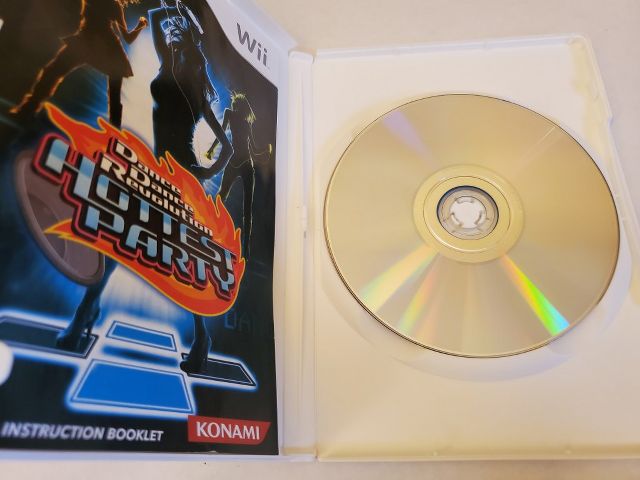 Wii
Dance
Dance
Revolution
HOTTEST
PARTY
INSTRUCTION BOOKLET
KONAMI